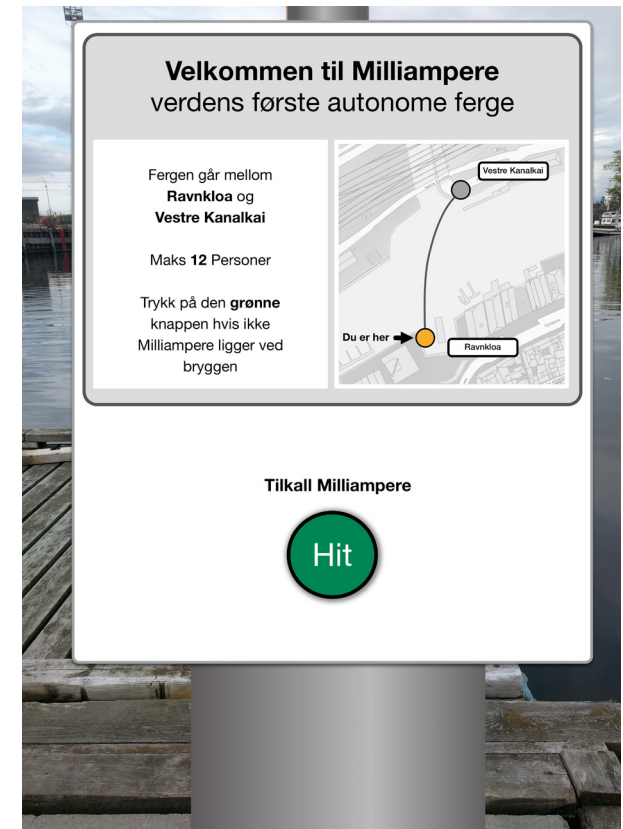 Velkommen til Milliampere
verdens første autonome ferge
Fergen går mellom
Ravnkloa og
Vestre Kanalkai
Maks 12 Personer
Trykk på den grønne
knappen hvis ikke
Milliampere ligger ved
bryggen
Vestre Kanalkai
Du er her
Ravnkloa
Tilkall Milliampere
Hit